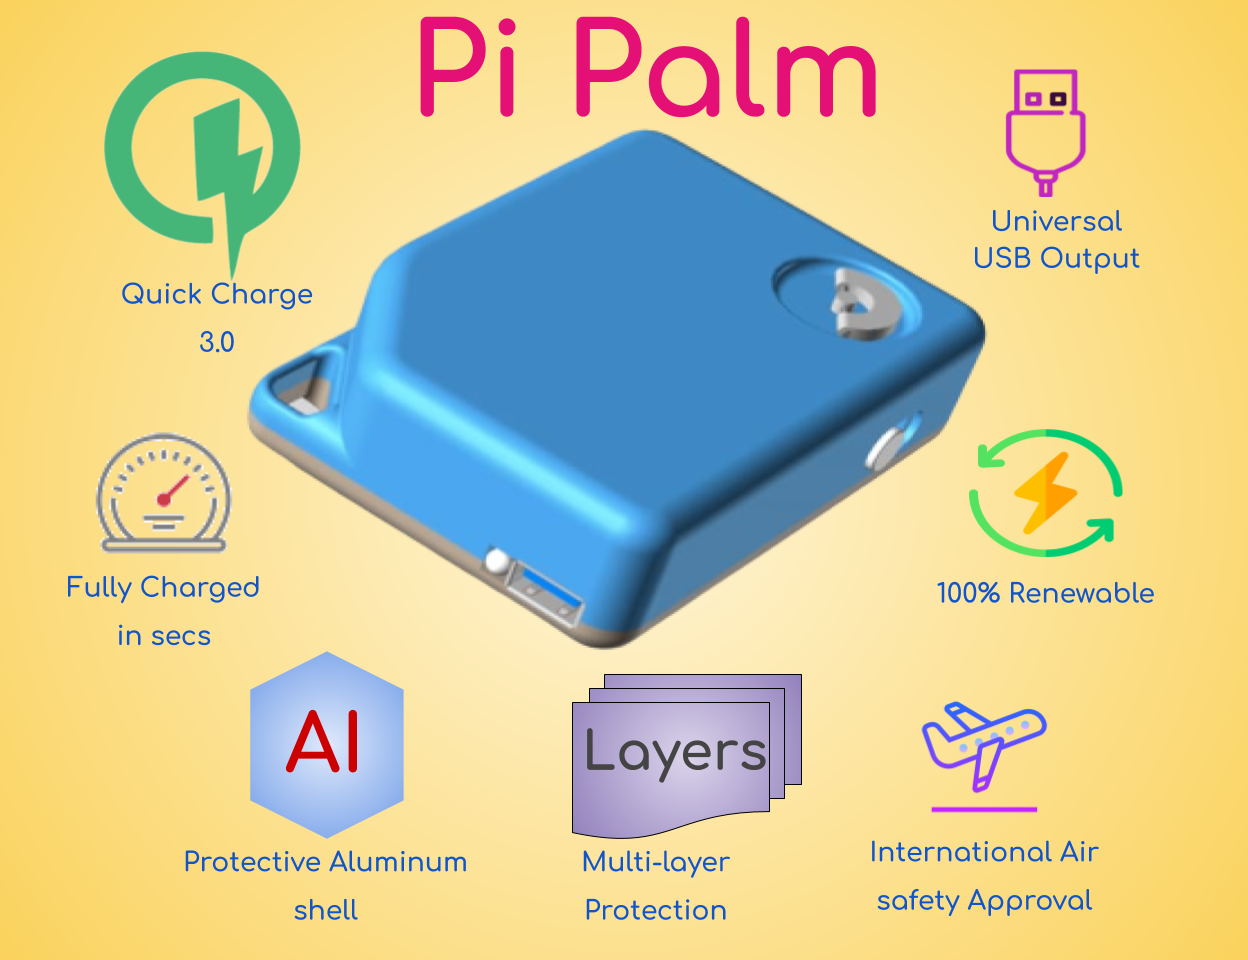 Pi Palm
Quick Charge
3.0
Universal
USB Output
Fully Charged
in secs
100% Renewable
Al
Layers
Protective Aluminum
shell
Multi-layer
Protection
International Air
safety Approval